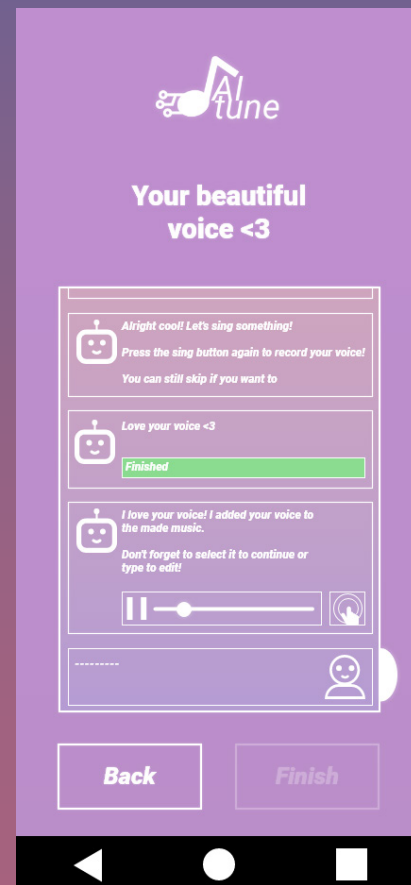 AI
tune
Your beautiful
voice <3
Alright cool! Let's sing something!
Press the sing button again to record your voice!
You can still skip if you want to
Love your voice <3
Finished
I love your voice! I added your voice to
the made music.
Don't forget to select it to continue or
type to edit!
---------
Back
Finish